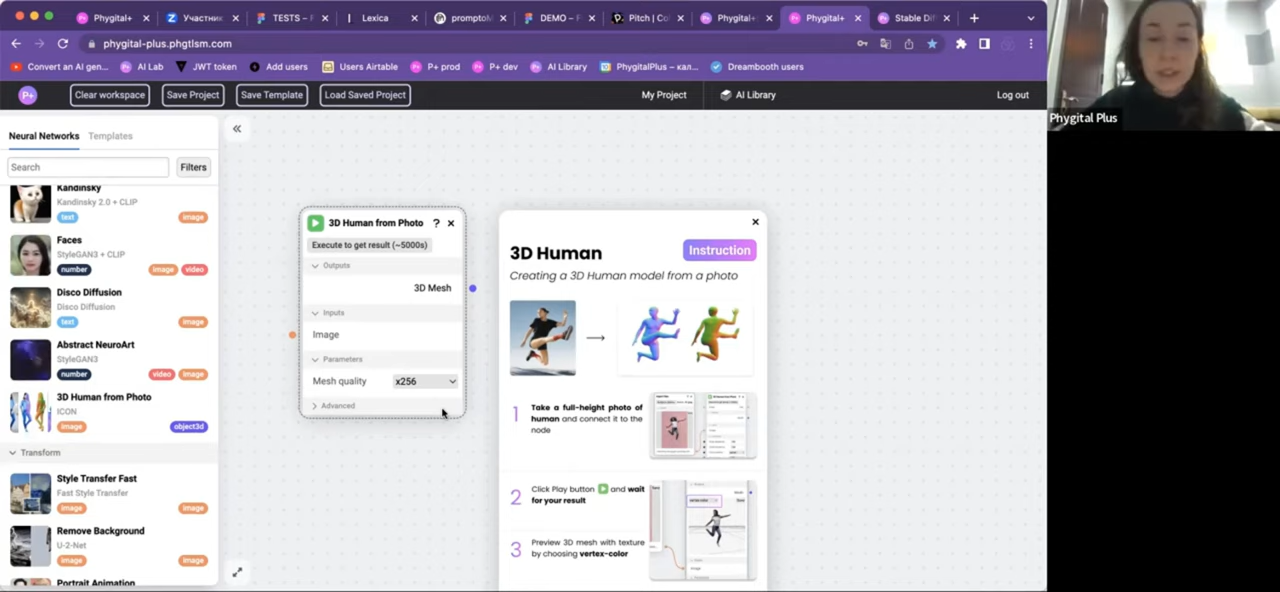 Phygital+
Участник
TESTS – F
Lexica
promptoM
DEMO – F
Pitch | Co
Phygital+
Phygital+
Stable Dif
phygital-plus.phgtlsm.com
Convert an AI gen...
AI Lab
JWT token
Add users
Users Airtable
P+ prod
P+ dev
AI Library
PhygitalPlus – кал...
Dreambooth users
P+
Clear workspace
Save Project
Save Template
Load Saved Project
My Project
AI Library
Log out
Phygital Plus
Neural Networks
Templates
Search
Filters
Kandinsky
Kandinsky 2.0 + CLIP
text
image
Faces
StyleGAN3 + CLIP
number
image
video
Disco Diffusion
Disco Diffusion
text
image
Abstract NeuroArt
StyleGAN3
number
video
image
3D Human from Photo
ICON
image
object3d
Transform
Style Transfer Fast
Fast Style Transfer
image
image
Remove Background
U-2-Net
image
image
Portrait Animation
3D Human from Photo ?
Execute to get result (~5000s)
Outputs
3D Mesh
Inputs
Image
Parameters
Mesh quality
x256
Advanced
3D Human
Instruction
Creating a 3D Human model from a photo
1
Take a full-height photo of
human and connect it to the
node
2
Click Play button and wait
for your result
3
Preview 3D mesh with texture
by choosing vertex-color